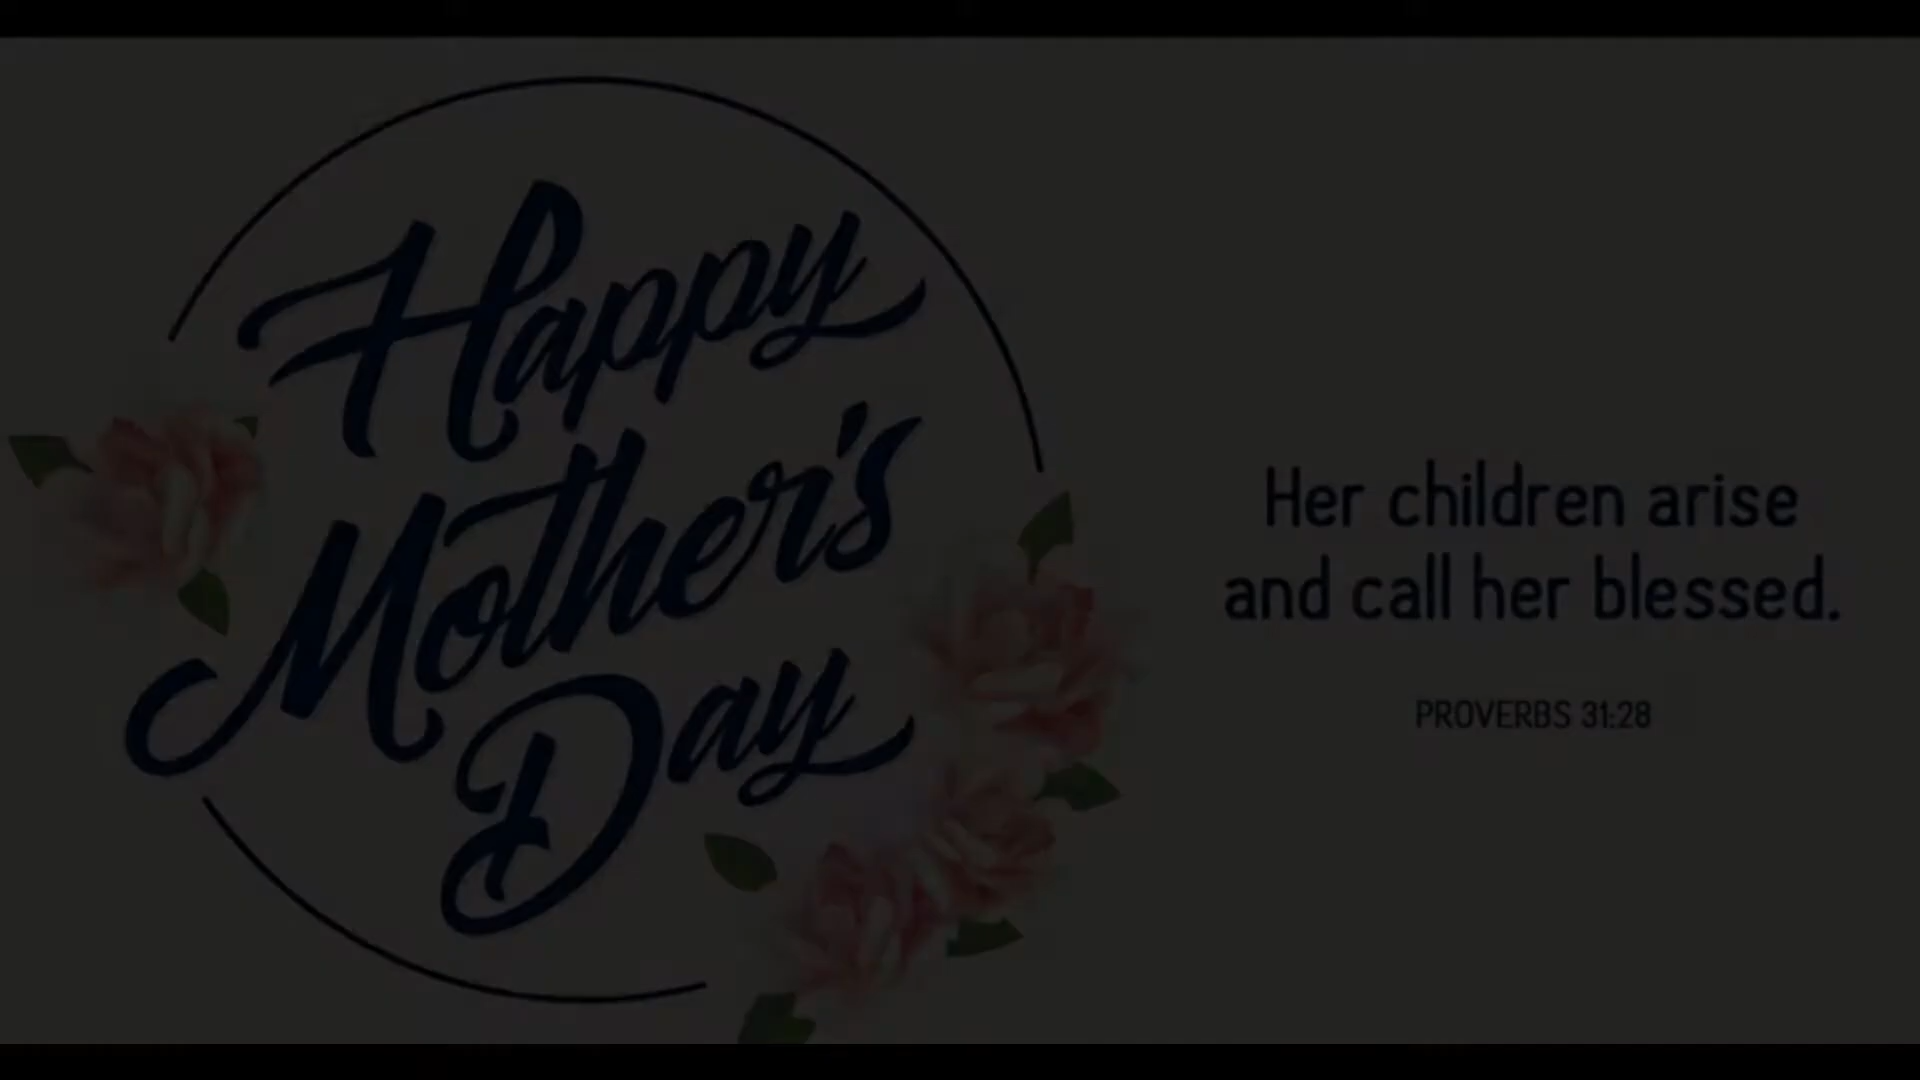 Happy
Mother's
Day
Her children arise
and call her blessed.
PROVERBS 31:28